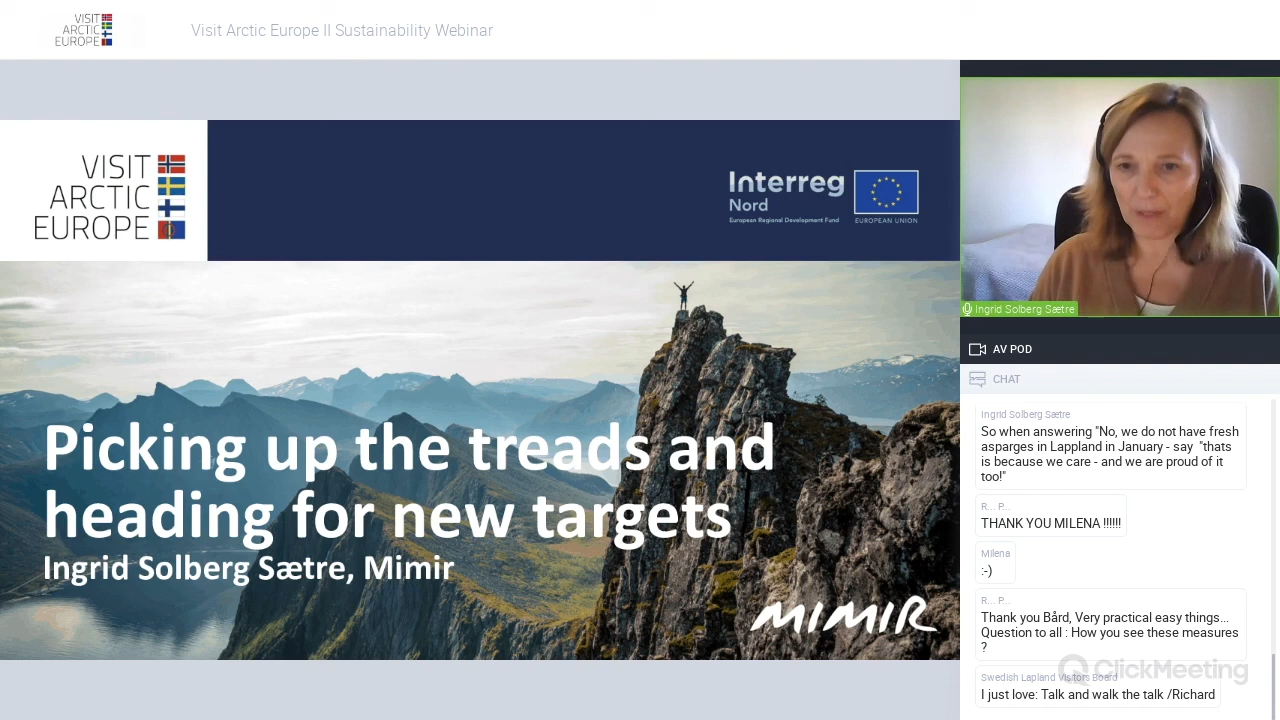 VISIT
ARCTIC
EUROPE
Visit Arctic Europe II Sustainability Webinar
VISIT
ARCTIC
EUROPE
Interreg
Nord
European Regional Development Fund
EUROPEAN UNION
Picking up the treads and
heading for new targets
Ingrid Solberg Sætre, Mimir
MIMIR
Ingrid Solberg Sætre
AV POD
CHAT
Ingrid Solberg Sætre
So when answering "No, we do not have fresh
asparges in Lappland in January - say "thats
is because we care - and we are proud of it
too!"
R... P...
THANK YOU MILENA !!!!!!
Milena
:-)
R... P...
Thank you Bård, Very practical easy things...
Question to all : How you see these measures
?
ClickMeeting
Swedish Lapland Visitors Board
I just love: Talk and walk the talk /Richard